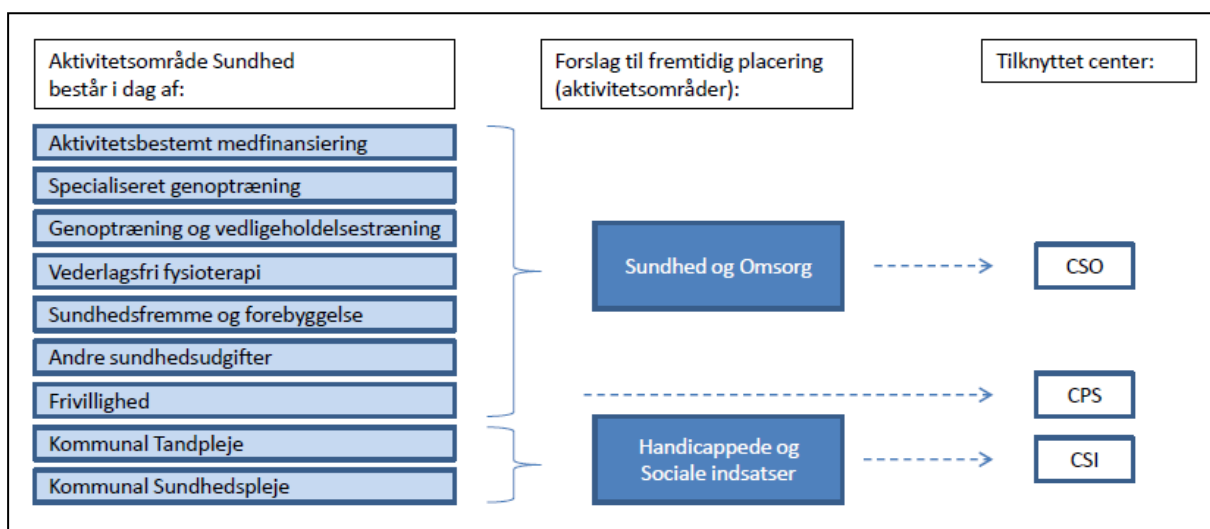 Aktivitetsområde Sundhed
består i dag af:
Forslag til fremtidig placering
(aktivitetsområder):
Tilknyttet center:
Aktivitetsbestemt medfinansiering
Specialiseret genoptræning
Genoptræning og vedligeholdelsestræning
Vederlagsfri fysioterapi
Sundhedsfremme og forebyggelse
Andre sundhedsudgifter
Frivillighed
Kommunal Tandpleje
Kommunal Sundhedspleje
Sundhed og Omsorg
Handicappede og
Sociale indsatser
CSO
CPS
CSI